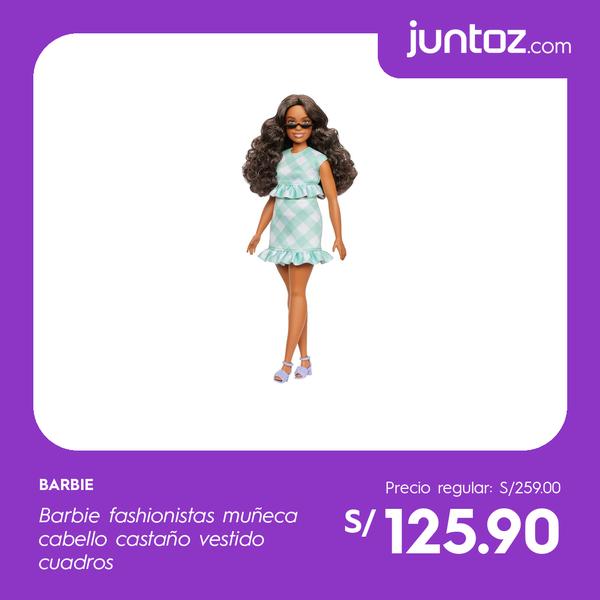 juntoz.com
BARBIE
Barbie fashionistas muñeca
cabello castaño vestido
cuadros
Precio regular: S/259.00
S/125.90